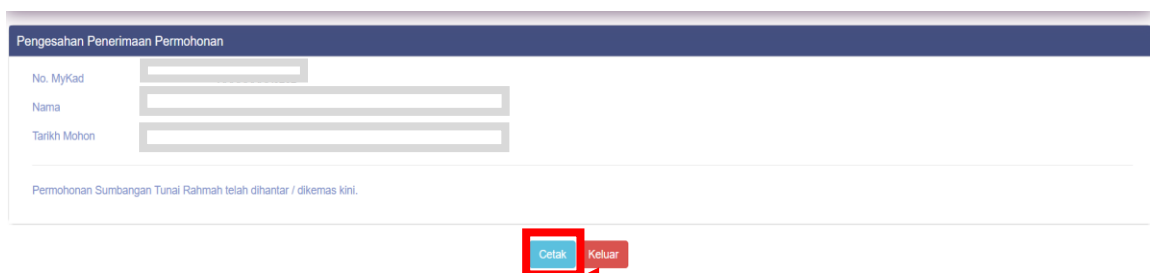 Pengesahan Penerimaan Permohonan
No. MyKad
Nama
Tarikh Mohon
Permohonan Sumbangan Tunai Rahmah telah dihantar / dikemas kini.
Cetak Keluar